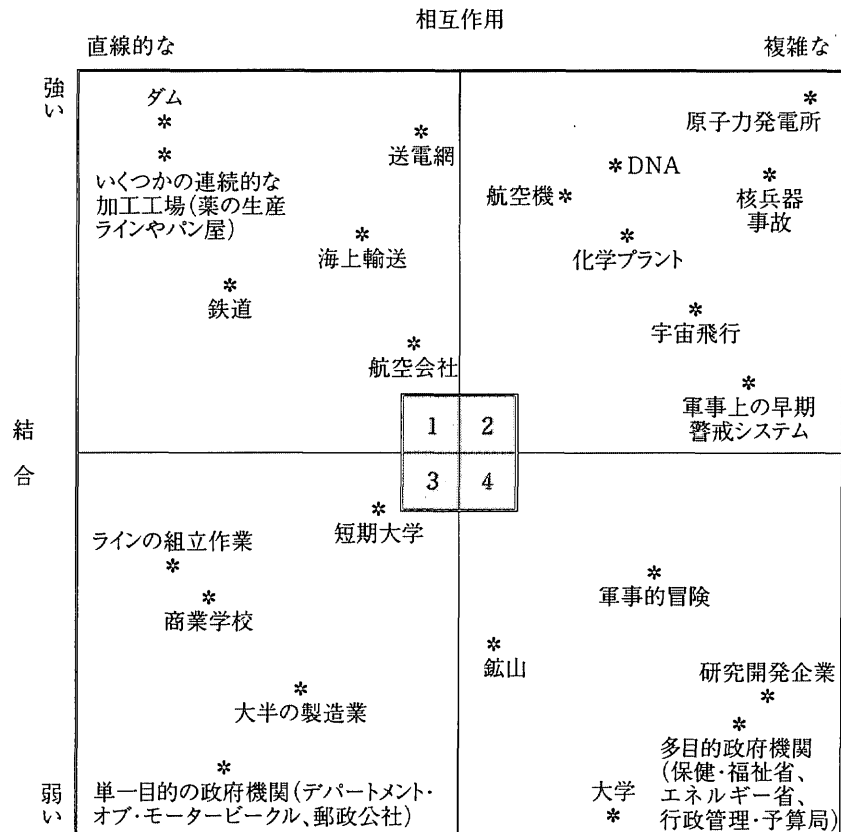 相互作用
直線的な
複雑な
強い
ダム
いくつかの連続的な
加工工場(薬の生産
ラインやパン屋)
送電網
海上輸送
鉄道
航空会社
原子力発電所
DNA
航空機
核兵器
事故
化学プラント
宇宙飛行
軍事上の早期
警戒システム
結合
1
2
3
4
短期大学
ラインの組立作業
商業学校
大半の製造業
単一目的の政府機関(デパートメント・
オブ・モータービークル、郵政公社)
軍事的冒険
鉱山
研究開発企業
多目的政府機関
(保健・福祉省、
エネルギー省、
行政管理・予算局)
大学
弱い